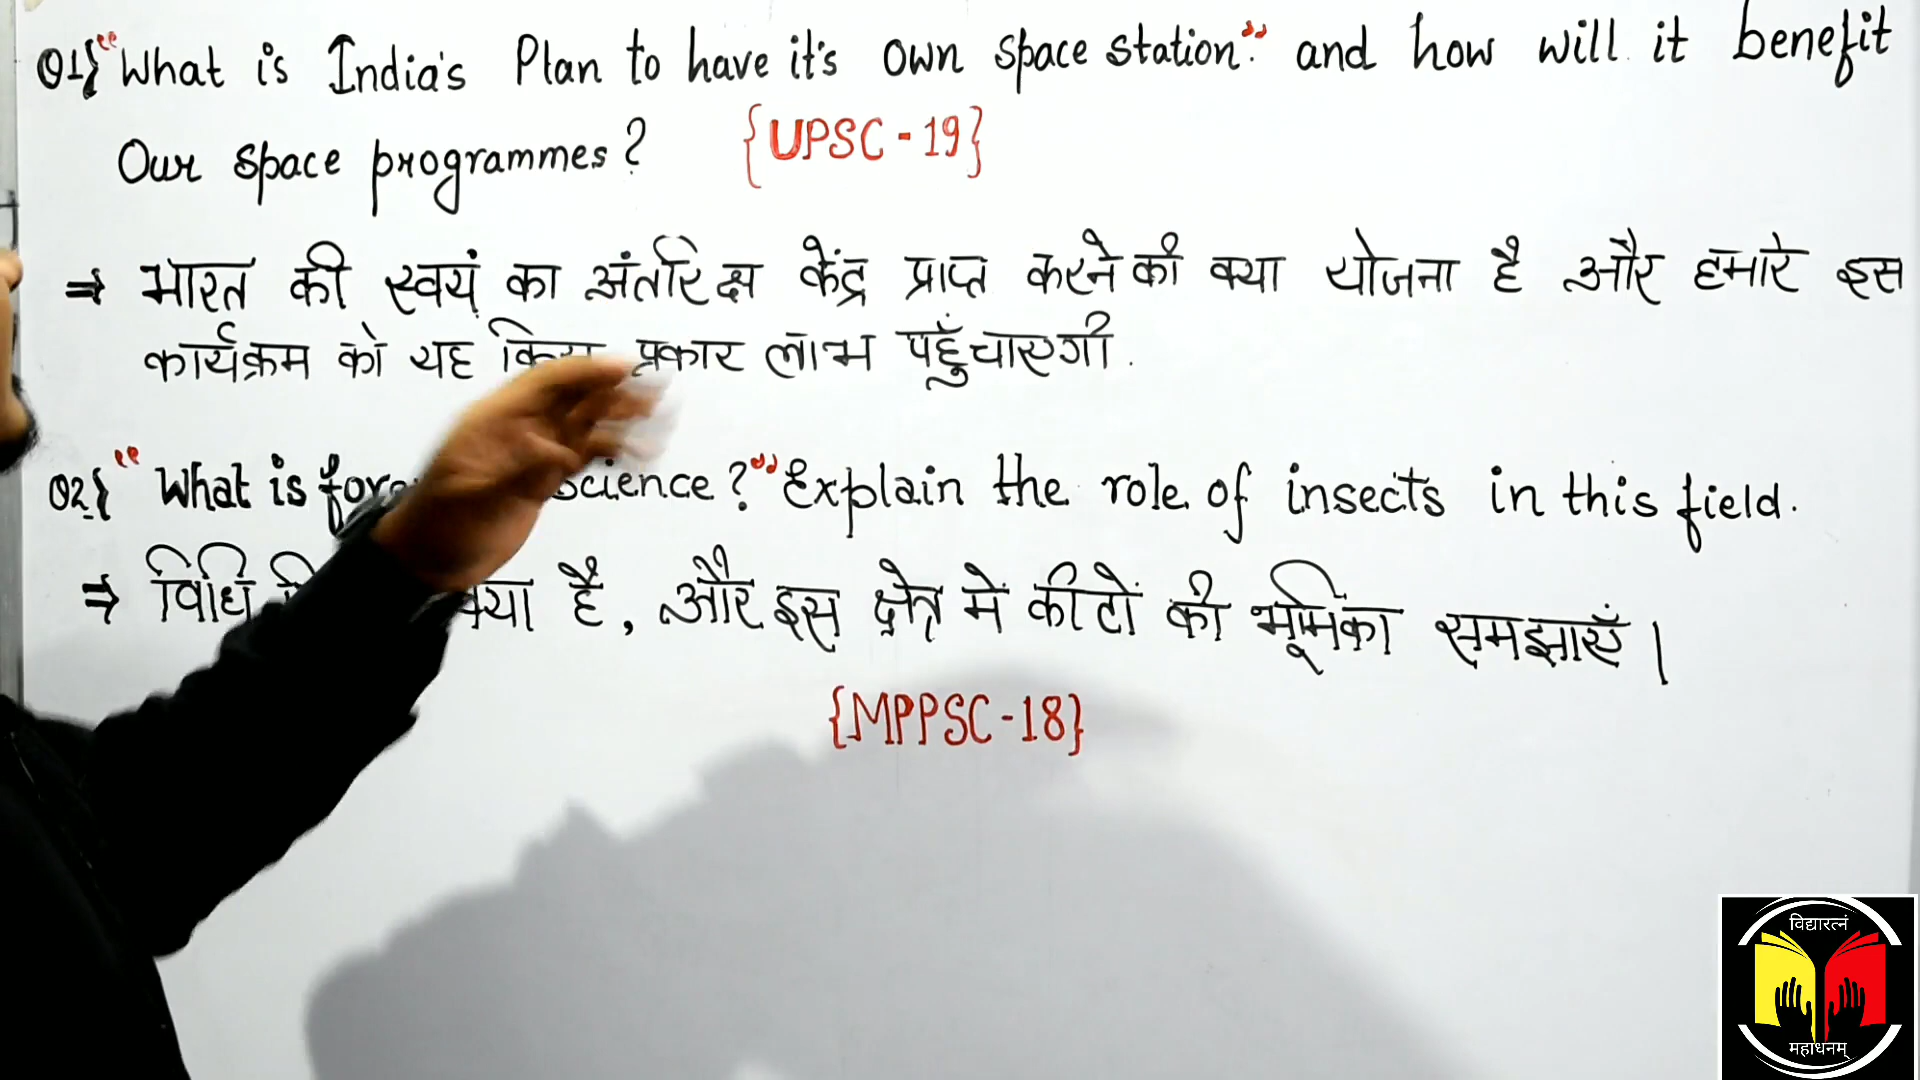 Q1} "What is India's Plan to have it's own space station." and how will it benefit
Our space programmes? {UPSC-19}
⇒ भारत की स्वयं का अंतरिक्ष केंद्र प्राप्त करने की क्या योजना है और हमारे इस
कार्यक्रम को यह प्रकार लाभ पहुँचाएगी.
Q2} "What is science?" Explain the role of insects in this field.
⇒ विधि क्या है, और इस क्षेत्र में कीटों की भूमिका समझाएँ।
{MPPSC-18}
विद्यारत्नं
महाधनम्